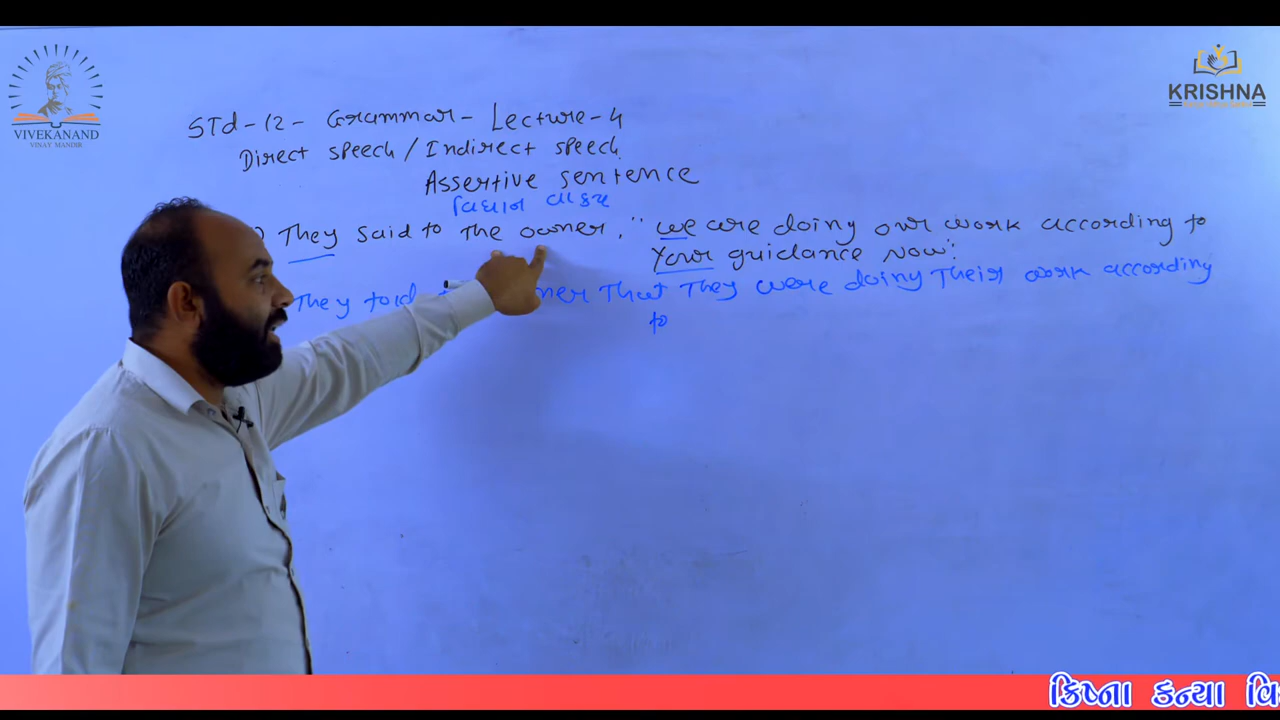 VIVEKANAND
VINAY MANDIR
KRISHNA
STd-12- Grammar- Lecture-4
Direct speech / Indirect speech
Assertive sentence
વિધાન વાક્ય
They said to the owner, "we are doing our work according to
Your guidance now".
They told owner That They were doing Their work according
to
ક્રિષ્ના કન્યા